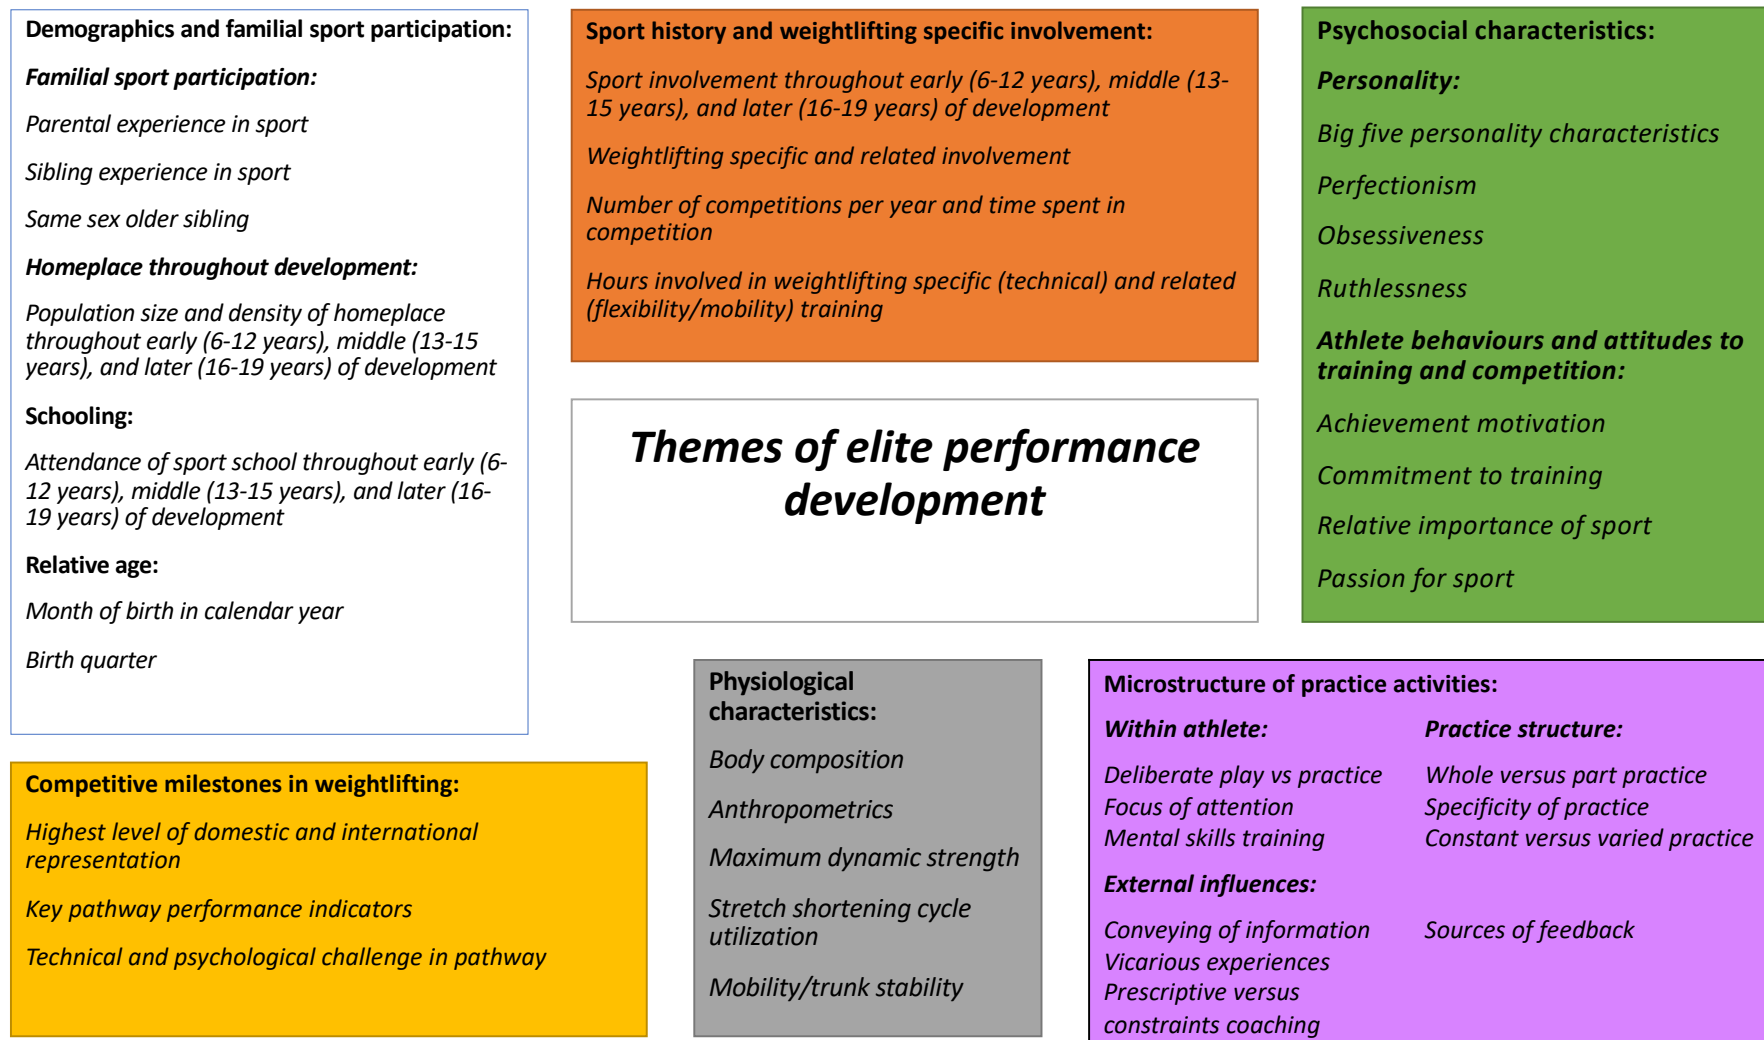 Demographics and familial sport participation:
Familial sport participation:
Parental experience in sport
Sibling experience in sport
Same sex older sibling
Homeplace throughout development:
Population size and density of homeplace
throughout early (6-12 years), middle (13-15
years), and later (16-19 years) of development
Schooling:
Attendance of sport school throughout early (6-
12 years), middle (13-15 years), and later (16-
19 years) of development
Relative age:
Month of birth in calendar year
Birth quarter
Sport history and weightlifting specific involvement:
Sport involvement throughout early (6-12 years), middle (13-
15 years), and later (16-19 years) of development
Weightlifting specific and related involvement
Number of competitions per year and time spent in
competition
Hours involved in weightlifting specific (technical) and related
(flexibility/mobility) training
Psychosocial characteristics:
Personality:
Big five personality characteristics
Perfectionism
Obsessiveness
Ruthlessness
Athlete behaviours and attitudes to
training and competition:
Achievement motivation
Commitment to training
Relative importance of sport
Passion for sport
Themes of elite performance
development
Competitive milestones in weightlifting:
Highest level of domestic and international
representation
Key pathway performance indicators
Technical and psychological challenge in pathway
Physiological
characteristics:
Body composition
Anthropometrics
Maximum dynamic strength
Stretch shortening cycle
utilization
Mobility/trunk stability
Microstructure of practice activities:
Within athlete:
Deliberate play vs practice
Focus of attention
Mental skills training
Practice structure:
Whole versus part practice
Specificity of practice
Constant versus varied practice
External influences:
Conveying of information
Vicarious experiences
Prescriptive versus
constraints coaching
Sources of feedback